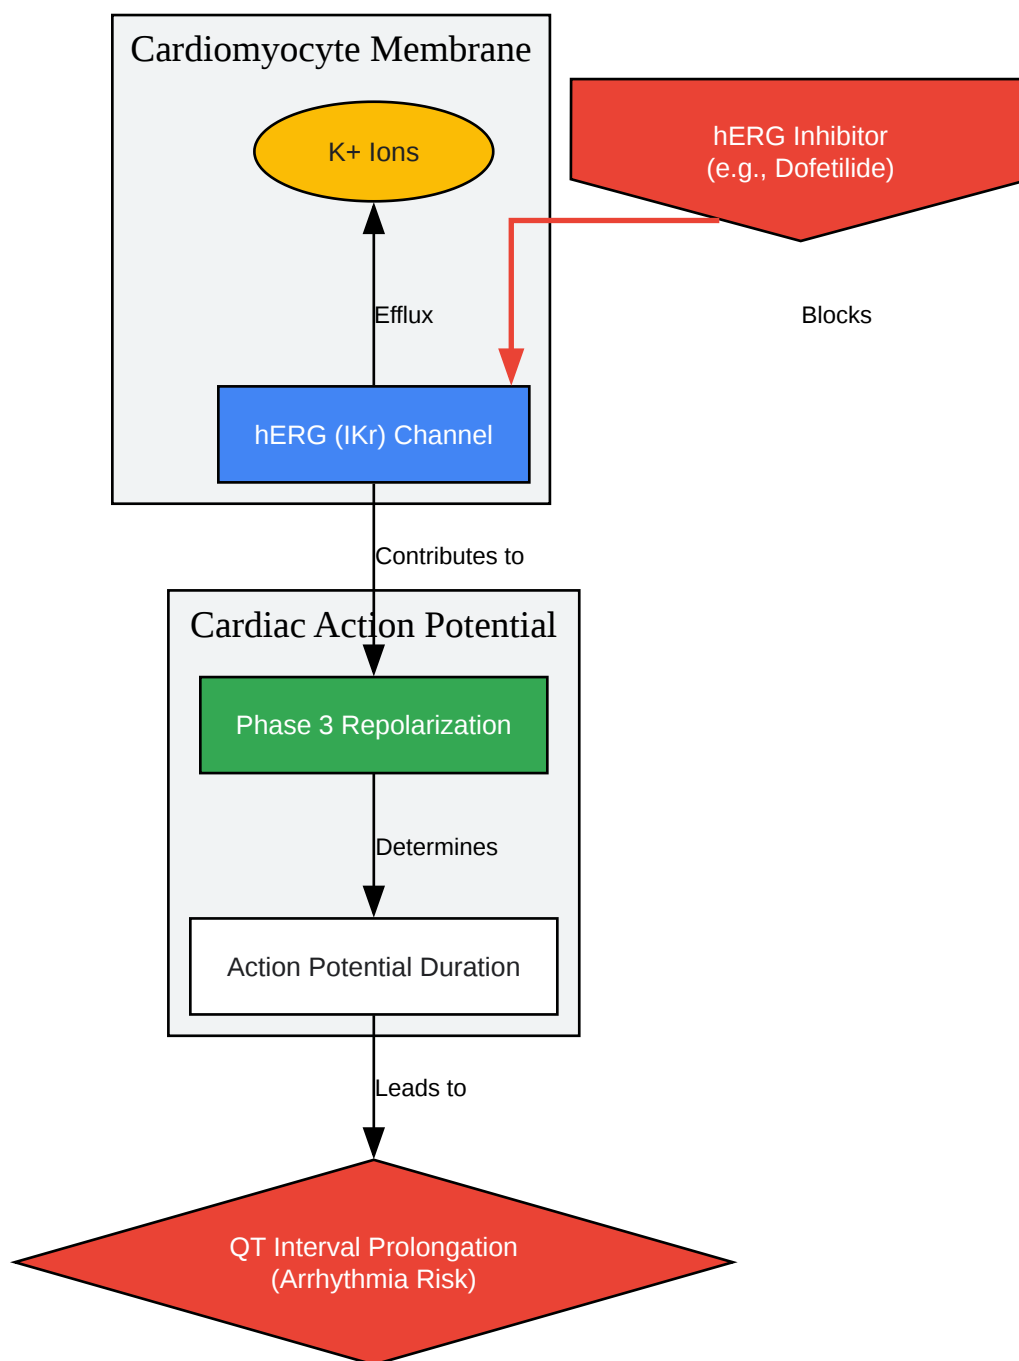 Cardiomyocyte Membrane
K+ Ions
hERG Inhibitor
(e.g., Dofetilide)
Efflux
Blocks
hERG (IKr) Channel
Contributes to
Cardiac Action Potential
Phase 3 Repolarization
Determines
Action Potential Duration
Leads to
QT Interval Prolongation
(Arrhythmia Risk)